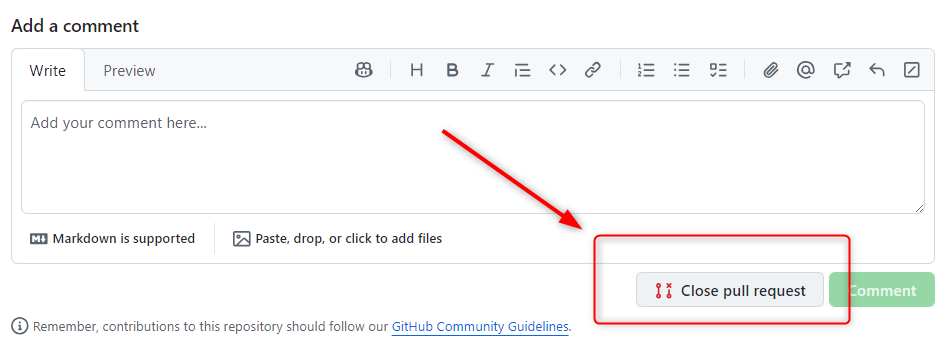 Add a comment
Write Preview H B I
Add your comment here...
Markdown is supported Paste, drop, or click to add files
Close pull request Comment
Remember, contributions to this repository should follow our GitHub Community Guidelines.